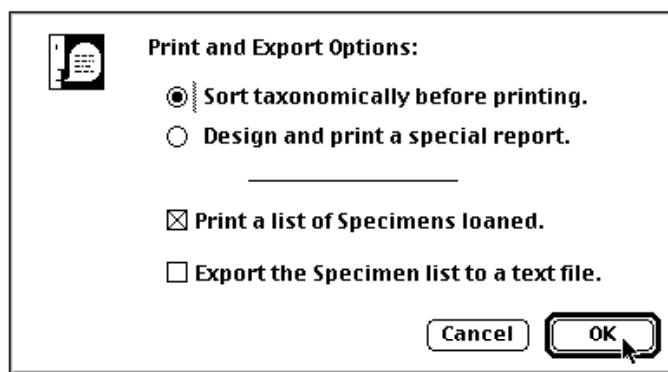 Print and Export Options:
Sort taxonomically before printing.
Design and print a special report.
Print a list of Specimens loaned.
Export the Specimen list to a text file.
Cancel OK